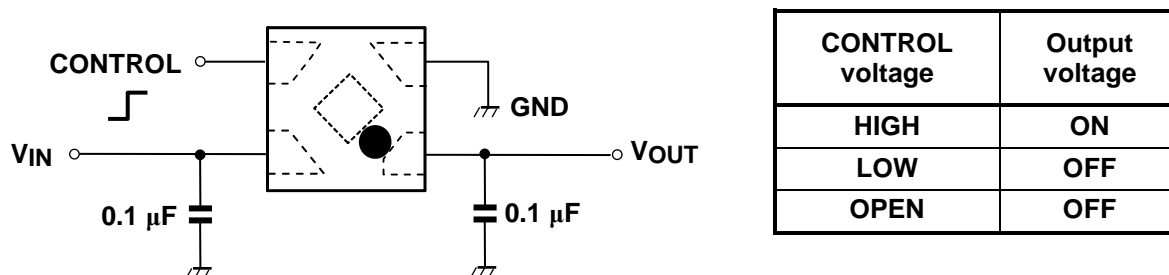 CONTROL
GND
VIN
VOUT
0.1 μF
0.1 μF
CONTROL voltage
Output voltage
HIGH
ON
LOW
OFF
OPEN
OFF